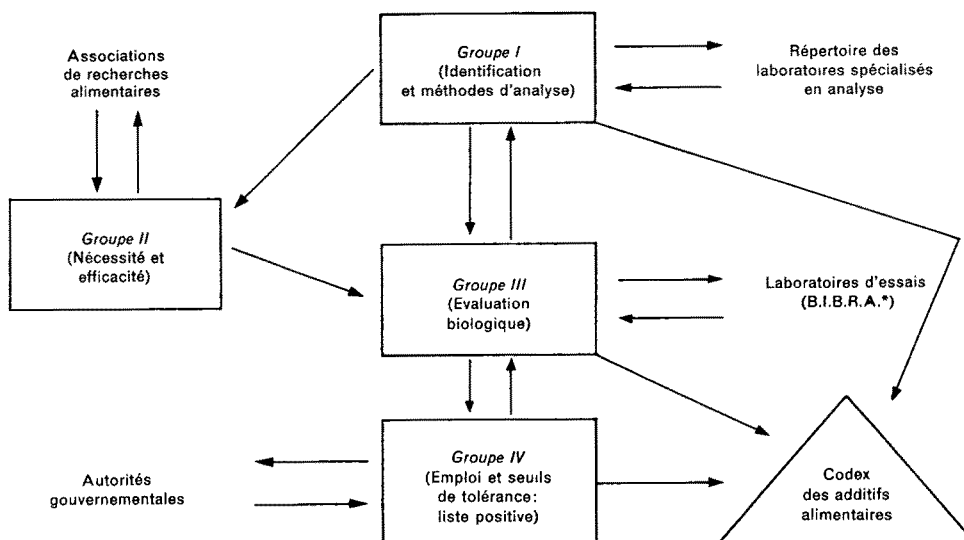 Associations
de recherches
alimentaires
Groupe I
(Identification
et méthodes d'analyse)
Répertoire des
laboratoires spécialisés
en analyse
Groupe II
(Nécessité et
efficacité)
Groupe III
(Evaluation
biologique)
Laboratoires d'essais
(B.I.B.R.A.*)
Autorités
gouvernementales
Groupe IV
(Emploi et seuils
de tolérance:
liste positive)
Codex
des additifs
alimentaires